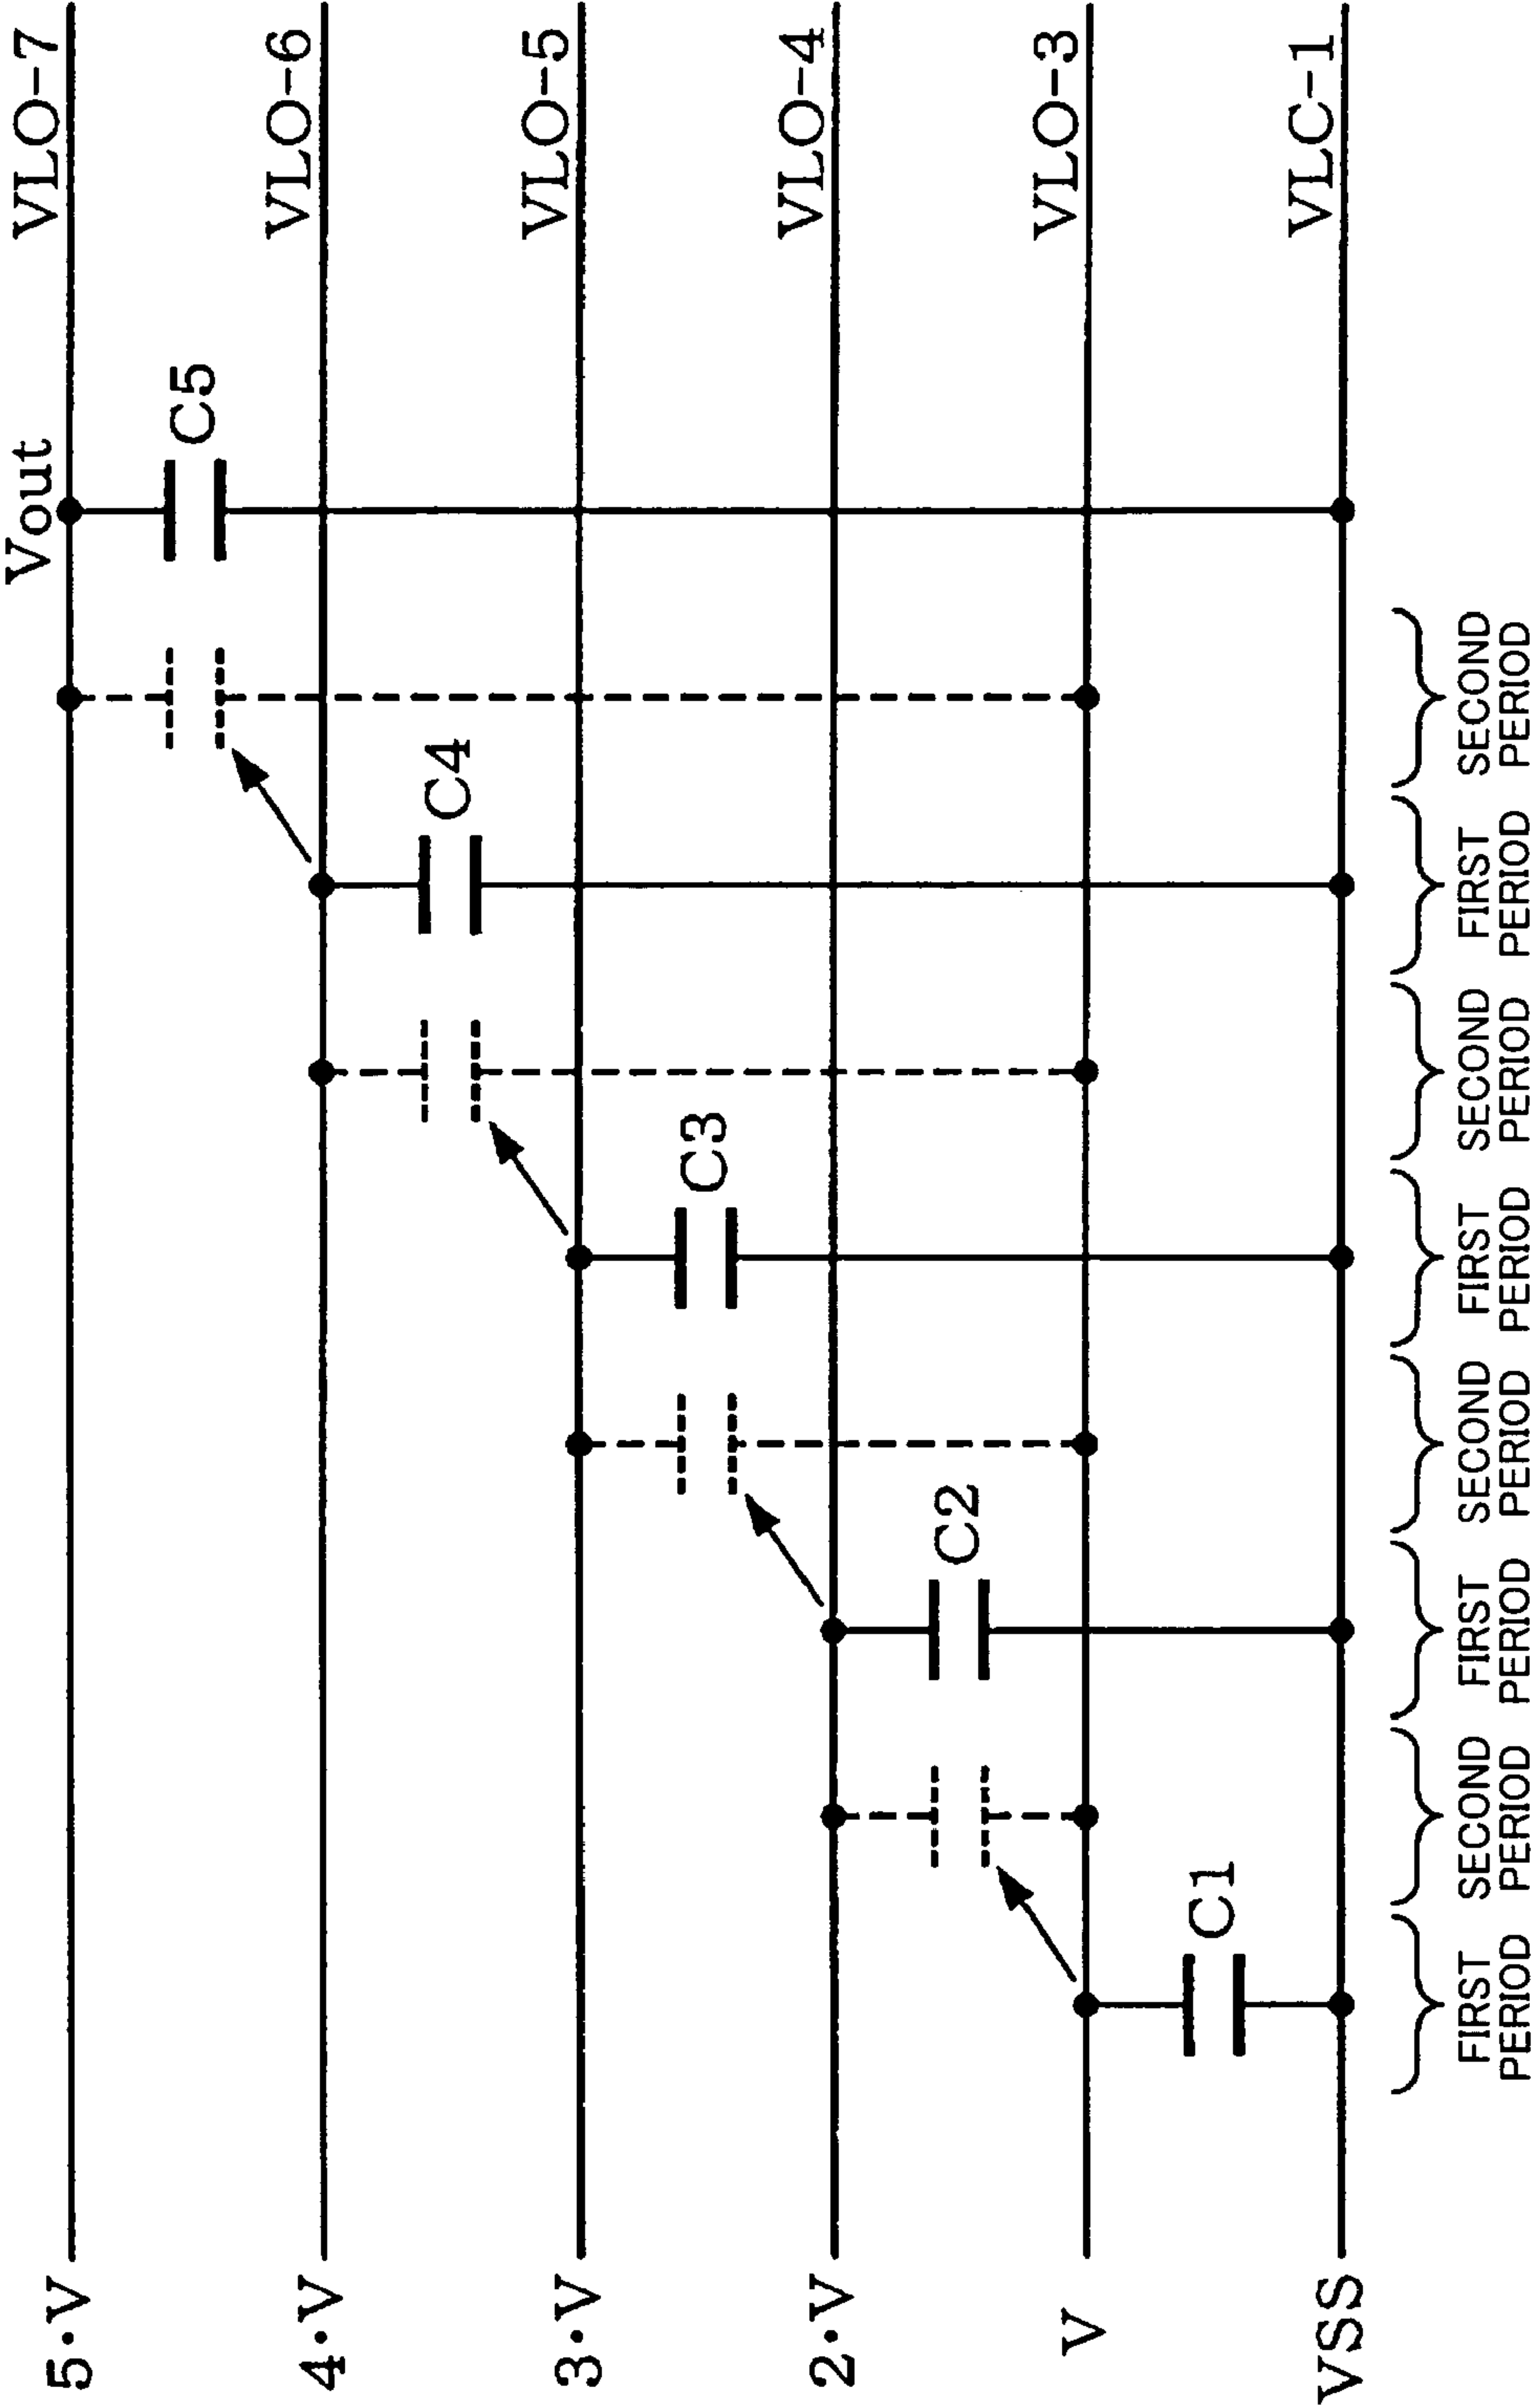 Vout
5·V
VLO-7
C5
4·V
VLO-6
C4
3·V
VLO-5
C3
2·V
VLO-4
C2
V
VLO-3
C1
VSS
VLC-1
FIRST
PERIOD
SECOND
PERIOD
FIRST
PERIOD
SECOND
PERIOD
FIRST
PERIOD
SECOND
PERIOD
FIRST
PERIOD
SECOND
PERIOD